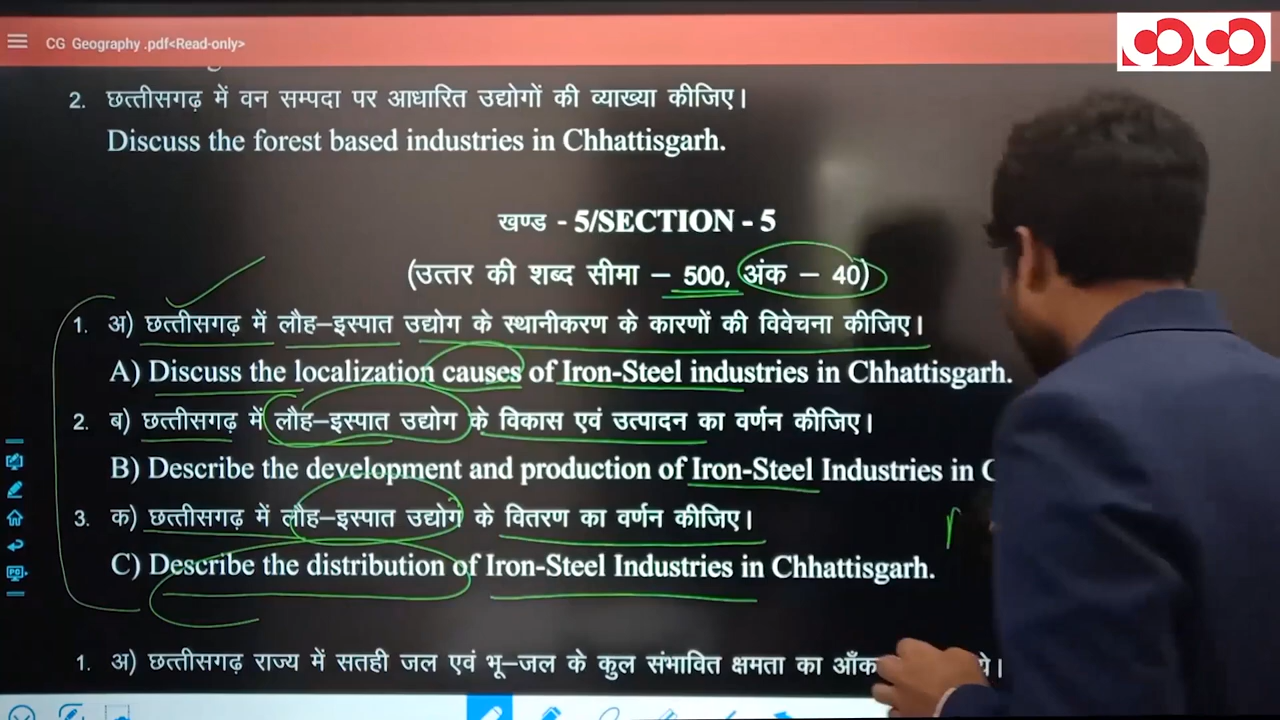 CG Geography .pdf<Read-only>
2. छत्तीसगढ़ में वन सम्पदा पर आधारित उद्योगों की व्याख्या कीजिए।
Discuss the forest based industries in Chhattisgarh.
खण्ड - 5/SECTION - 5
(उत्तर की शब्द सीमा – 500, अंक – 40)
1. अ) छत्तीसगढ़ में लौह–इस्पात उद्योग के स्थानीकरण के कारणों की विवेचना कीजिए।
A) Discuss the localization causes of Iron-Steel industries in Chhattisgarh.
2. ब) छत्तीसगढ़ में लौह–इस्पात उद्योग के विकास एवं उत्पादन का वर्णन कीजिए।
B) Describe the development and production of Iron-Steel Industries in C
3. क) छत्तीसगढ़ में लौह–इस्पात उद्योग के वितरण का वर्णन कीजिए।
C) Describe the distribution of Iron-Steel Industries in Chhattisgarh.
1. अ) छत्तीसगढ़ राज्य में सतही जल एवं भू–जल के कुल संभावित क्षमता का